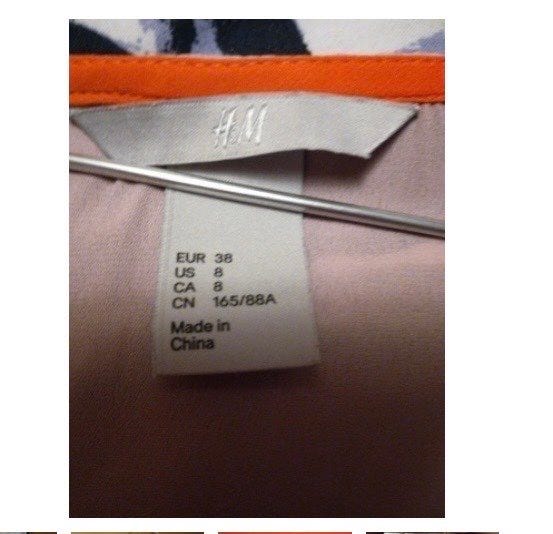 H&M
EUR 38
US 8
CA 8
CN 165/88A
Made in
China